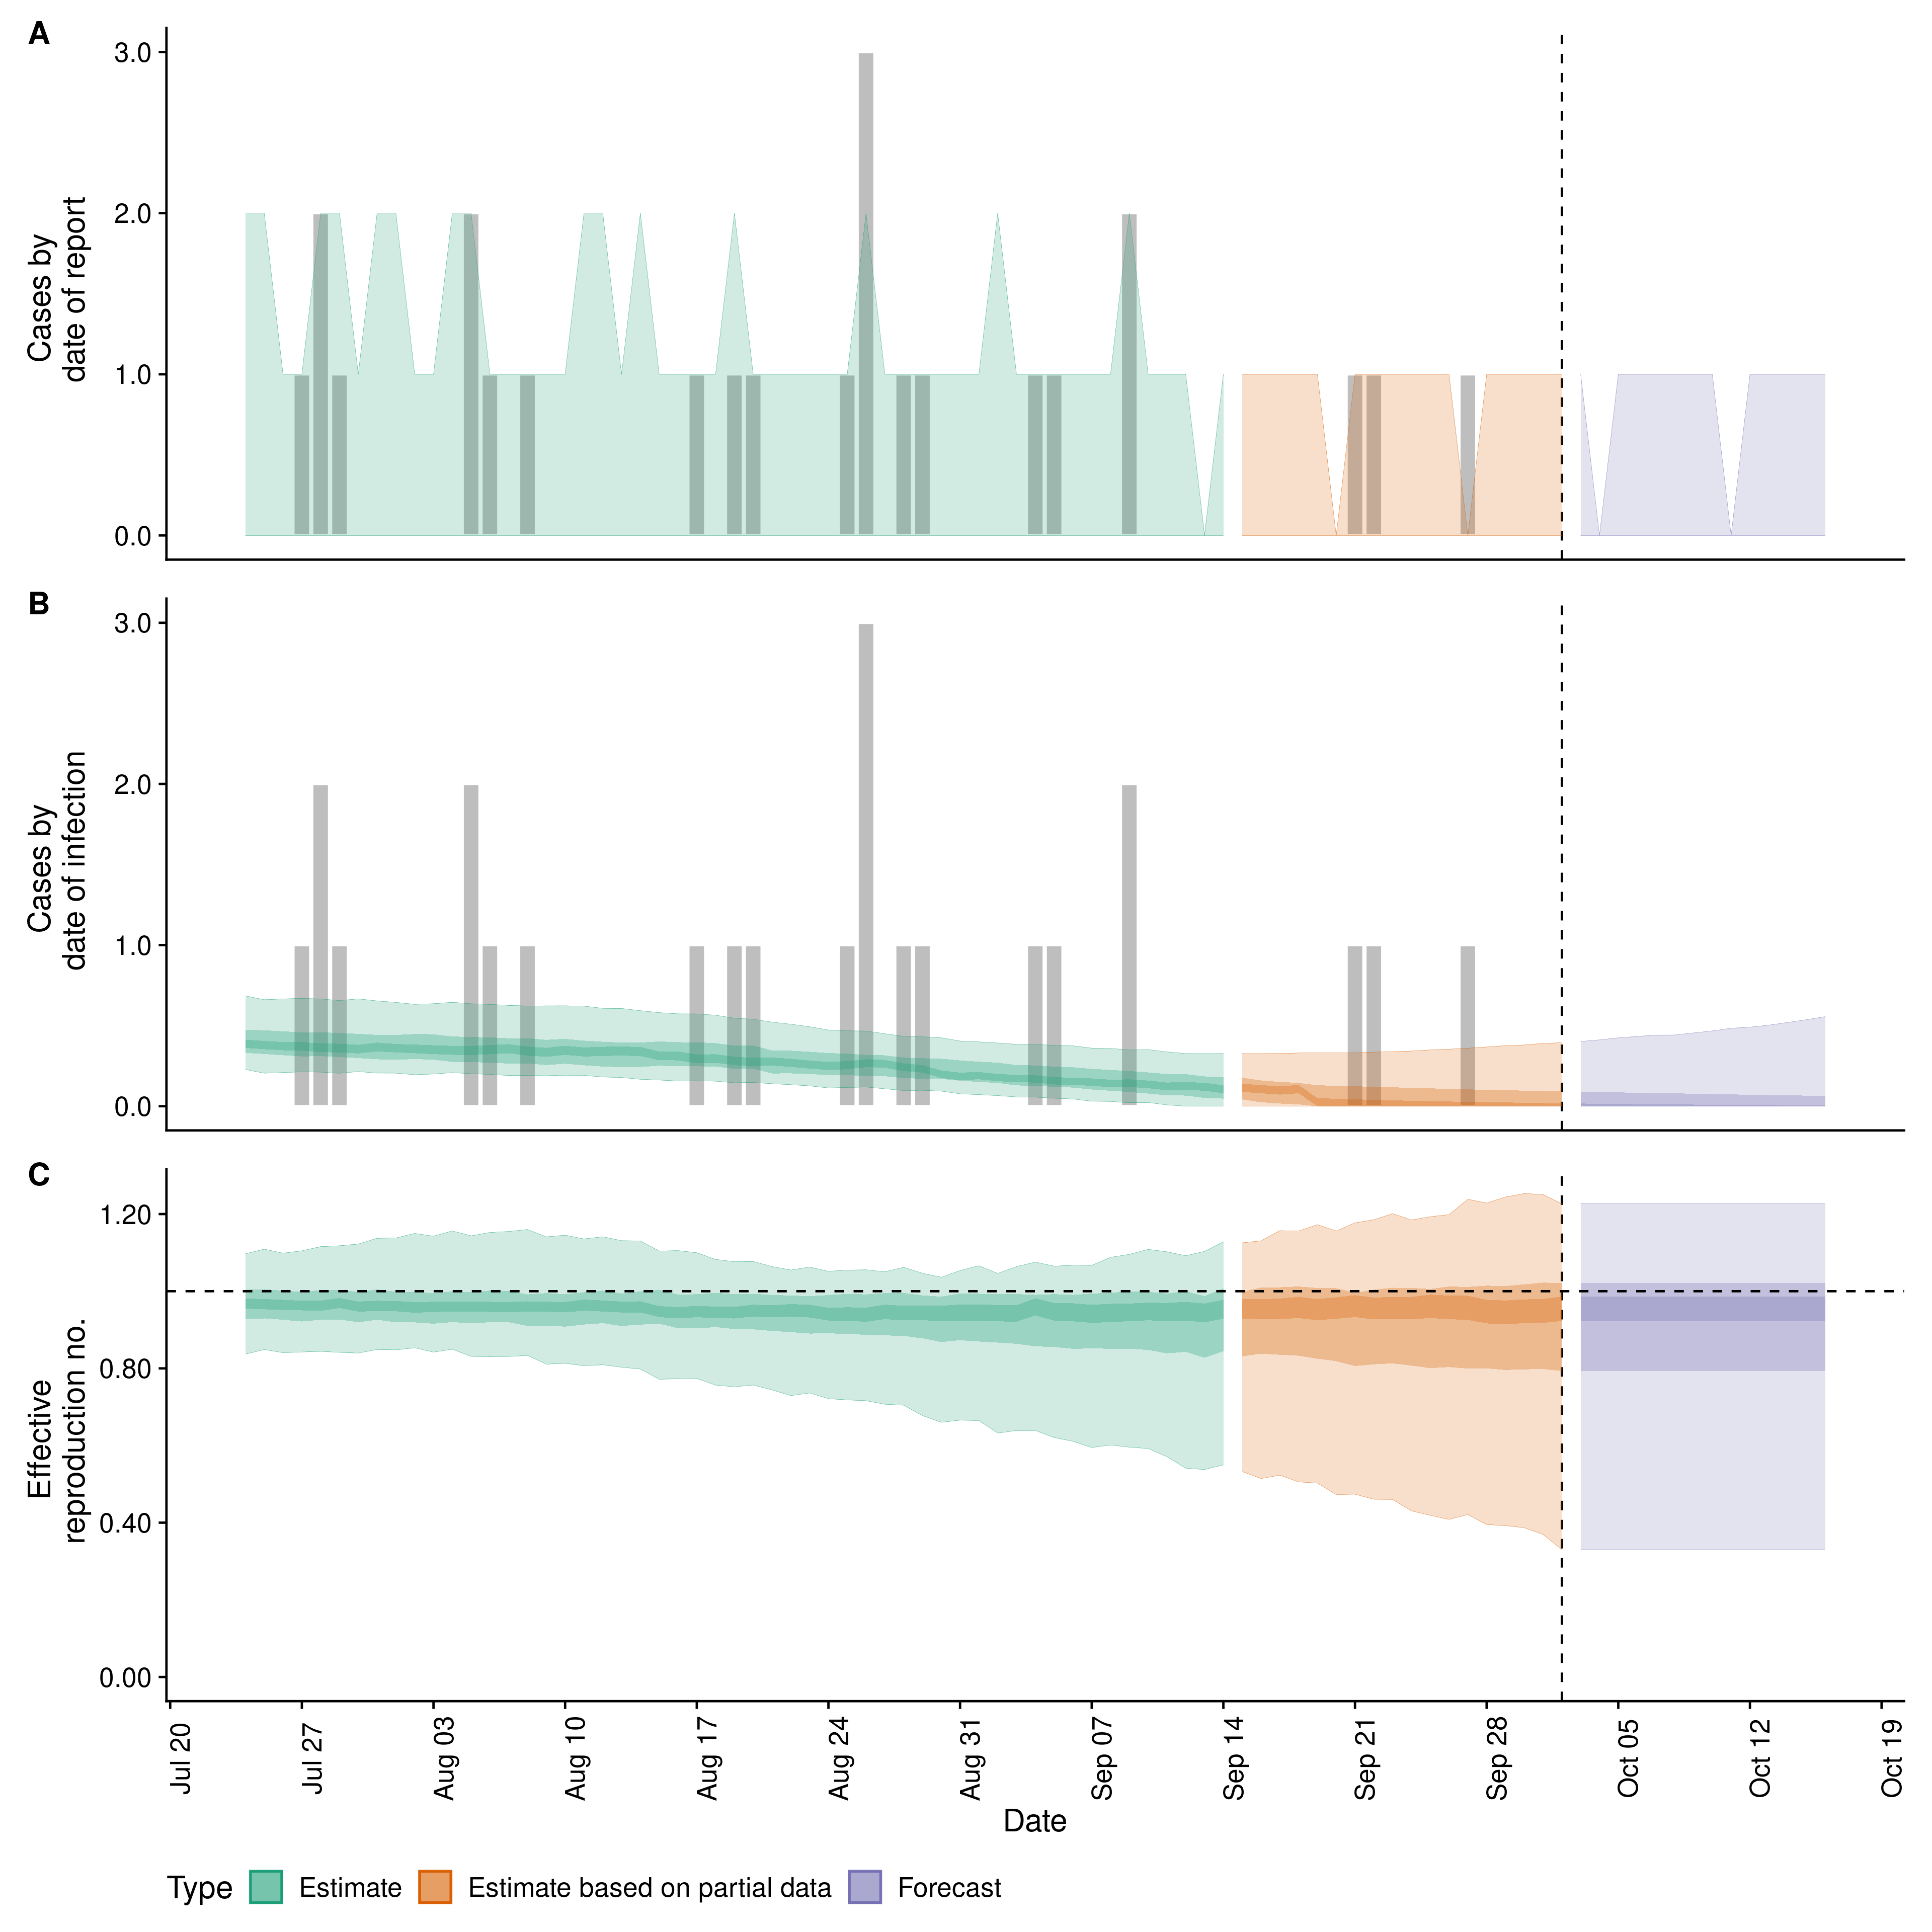 A
3.0
2.0
1.0
0.0
Cases by
date of report
B
3.0
2.0
1.0
0.0
Cases by
date of infection
C
1.20
0.80
0.40
0.00
Effective
reproduction no.
Jul 20
Jul 27
Aug 03
Aug 10
Aug 17
Aug 24
Aug 31
Sep 07
Sep 14
Sep 21
Sep 28
Oct 05
Oct 12
Oct 19
Date
Type Estimate Estimate based on partial data Forecast